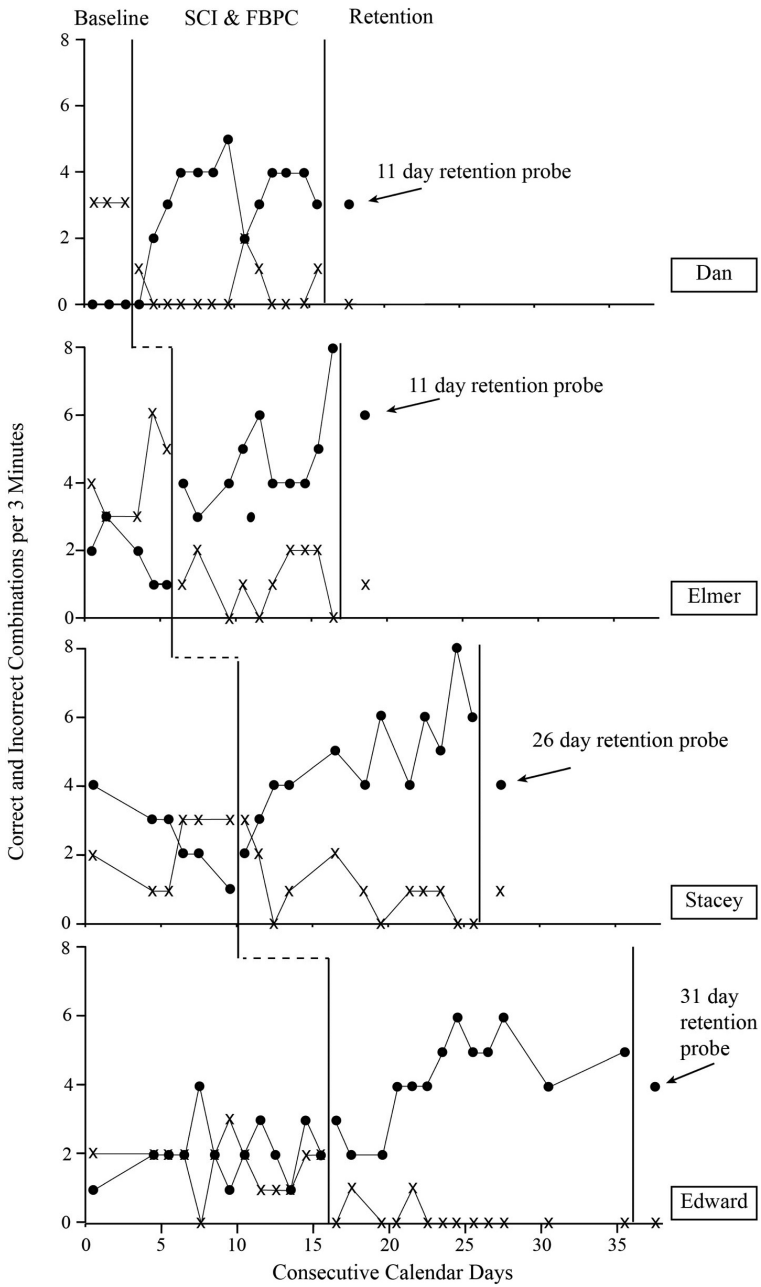 Baseline SCI & FBPC Retention
8
6
4
2
0
11 day retention probe
Dan
8
6
4
2
0
11 day retention probe
Elmer
8
6
4
2
0
26 day retention probe
Stacey
8
6
4
2
0
31 day
retention
probe
Edward
0 5 10 15 20 25 30 35
Consecutive Calendar Days
Correct and Incorrect Combinations per 3 Minutes